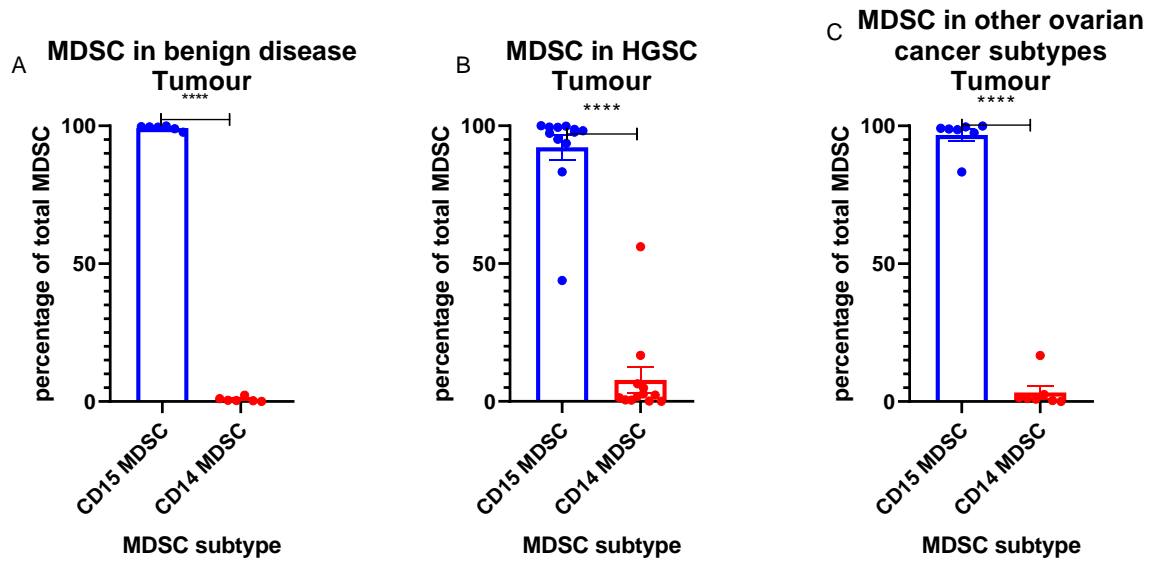 A
MDSC in benign disease
Tumour
****
percentage of total MDSC
100
50
0
CD15 MDSC
CD14 MDSC
MDSC subtype
B
MDSC in HGSC
Tumour
****
percentage of total MDSC
100
50
0
CD15 MDSC
CD14 MDSC
MDSC subtype
C
MDSC in other ovarian
cancer subtypes
Tumour
****
percentage of total MDSC
100
50
0
CD15 MDSC
CD14 MDSC
MDSC subtype